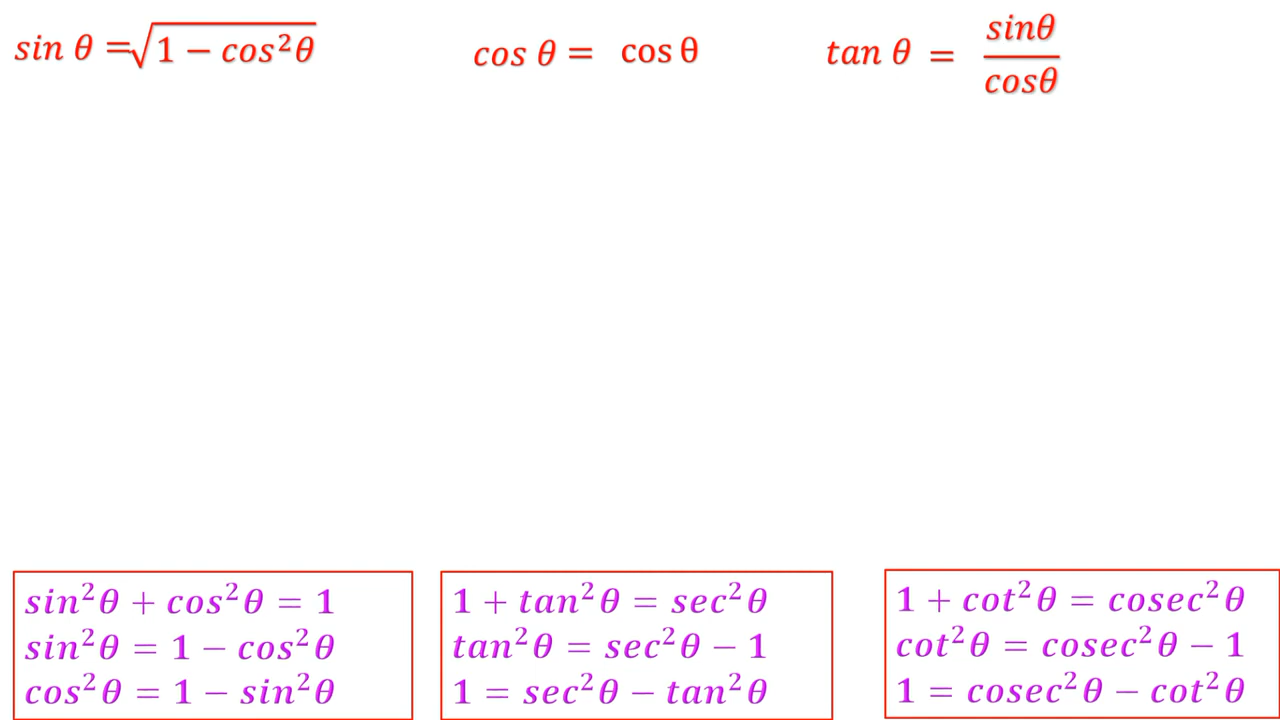 sin θ = √(1 − cos²θ)
cos θ = cos θ
tan θ = sinθ/cosθ
sin²θ + cos²θ = 1
sin²θ = 1 − cos²θ
cos²θ = 1 − sin²θ
1 + tan²θ = sec²θ
tan²θ = sec²θ − 1
1 = sec²θ − tan²θ
1 + cot²θ = cosec²θ
cot²θ = cosec²θ − 1
1 = cosec²θ − cot²θ